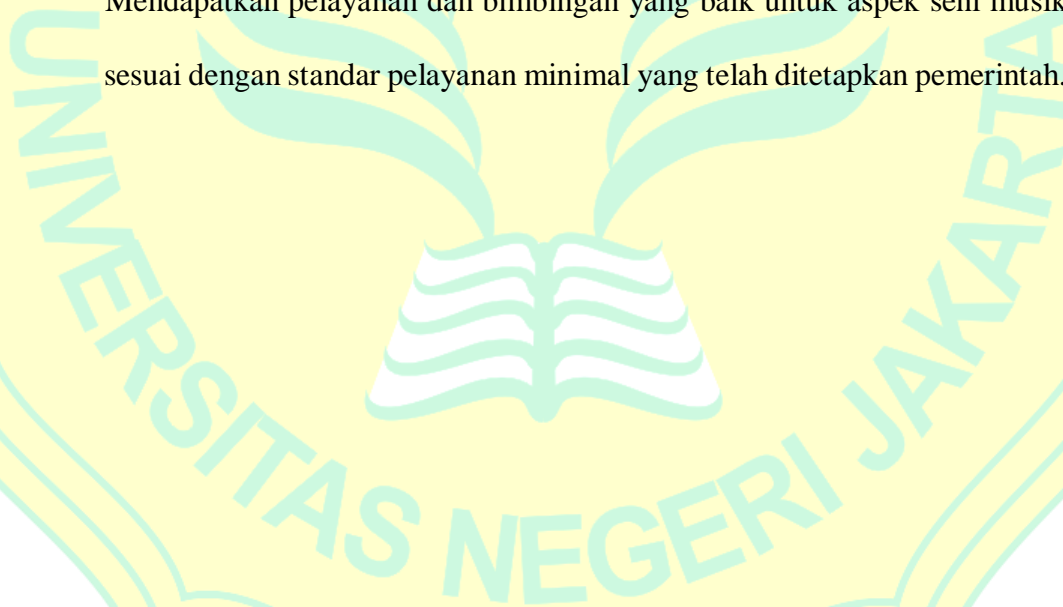 Mendapatkan pelayanan dan bimbingan yang baik untuk aspek seni musik
sesuai dengan standar pelayanan minimal yang telah ditetapkan pemerintah.
UNIVERSITAS NEGERI JAKARTA